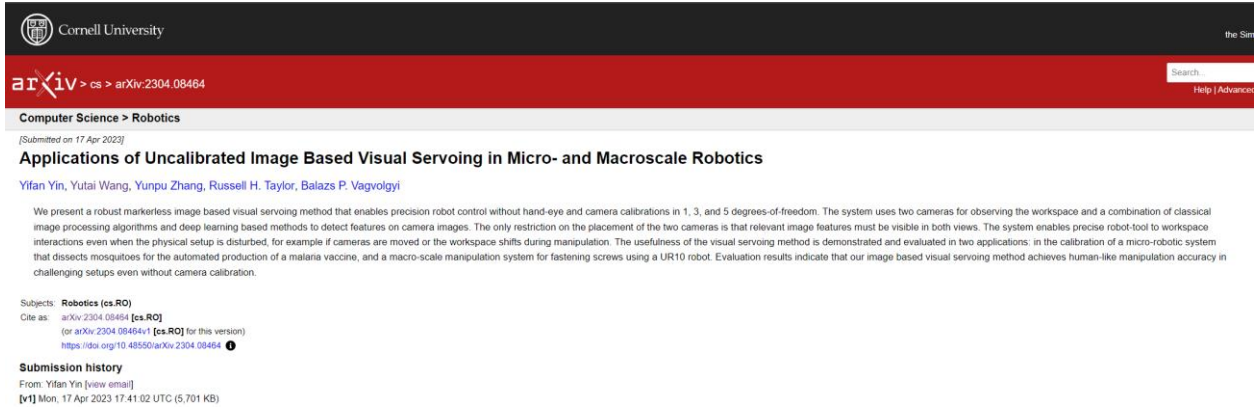 Cornell University
the Sim
arXiv > cs > arXiv:2304.08464
Search...
Help | Advanced
Computer Science > Robotics
[Submitted on 17 Apr 2023]
Applications of Uncalibrated Image Based Visual Servoing in Micro- and Macroscale Robotics
Yifan Yin, Yutai Wang, Yunpu Zhang, Russell H. Taylor, Balazs P. Vagvolgyi
We present a robust markerless image based visual servoing method that enables precision robot control without hand-eye and camera calibrations in 1, 3, and 5 degrees-of-freedom. The system uses two cameras for observing the workspace and a combination of classical
image processing algorithms and deep learning based methods to detect features on camera images. The only restriction on the placement of the two cameras is that relevant image features must be visible in both views. The system enables precise robot-tool to workspace
interactions even when the physical setup is disturbed, for example if cameras are moved or the workspace shifts during manipulation. The usefulness of the visual servoing method is demonstrated and evaluated in two applications: in the calibration of a micro-robotic system
that dissects mosquitoes for the automated production of a malaria vaccine, and a macro-scale manipulation system for fastening screws using a UR10 robot. Evaluation results indicate that our image based visual servoing method achieves human-like manipulation accuracy in
challenging setups even without camera calibration.
Subjects: Robotics (cs.RO)
Cite as: arXiv:2304.08464 [cs.RO]
(or arXiv:2304.08464v1 [cs.RO] for this version)
https://doi.org/10.48550/arXiv.2304.08464
Submission history
From: Yifan Yin [view email]
[v1] Mon, 17 Apr 2023 17:41:02 UTC (5,701 KB)